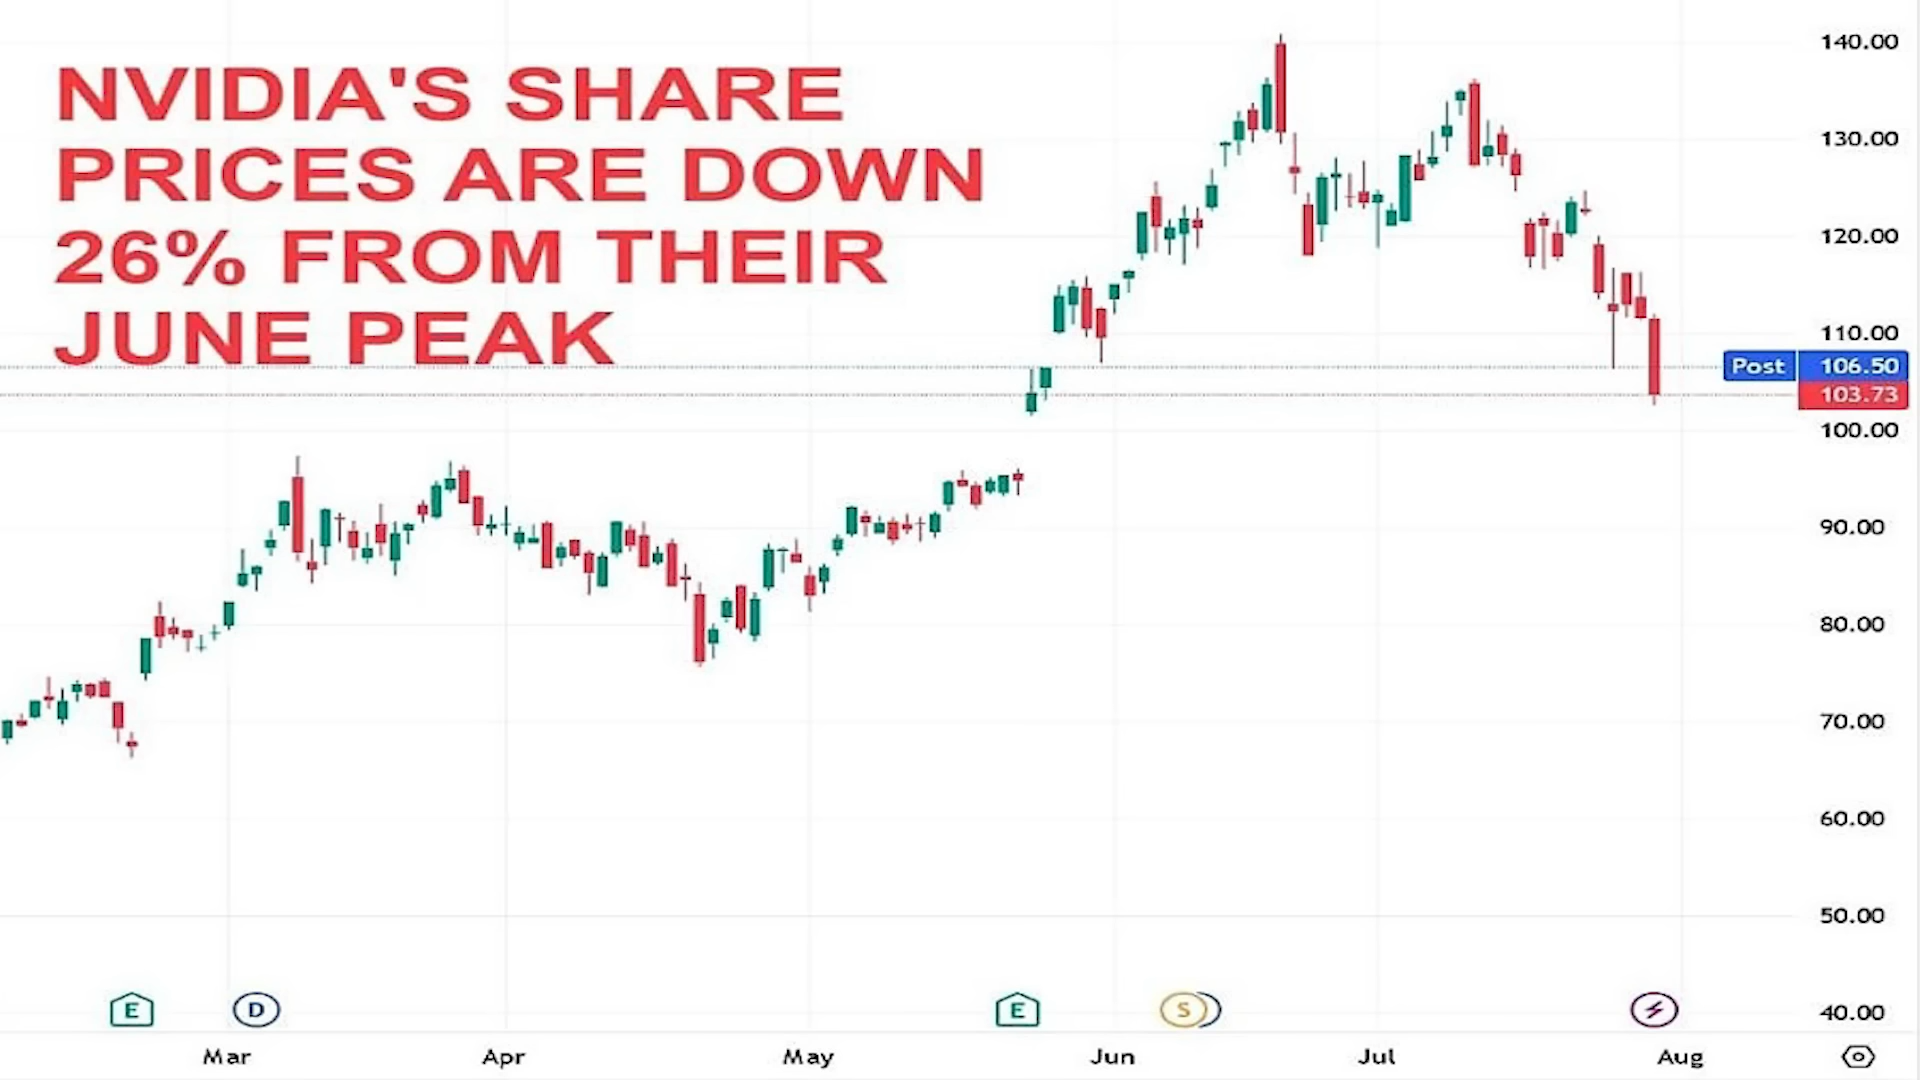 NVIDIA'S SHARE
PRICES ARE DOWN
26% FROM THEIR
JUNE PEAK
140.00
130.00
120.00
110.00
Post 106.50
103.73
100.00
90.00
80.00
70.00
60.00
50.00
40.00
E D E S
Mar Apr May Jun Jul Aug